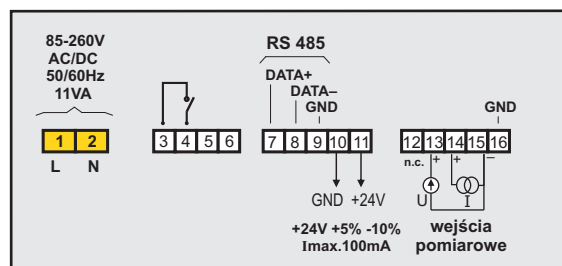 85-260V
AC/DC
50/60Hz
11VA
1 2
L N
3 4 5 6
RS 485
DATA+
DATA–
GND
7 8 9 10 11
GND +24V
+24V +5% -10%
Imax.100mA
GND
12 13 14 15 16
n.c. + + –
U I
wejścia
pomiarowe